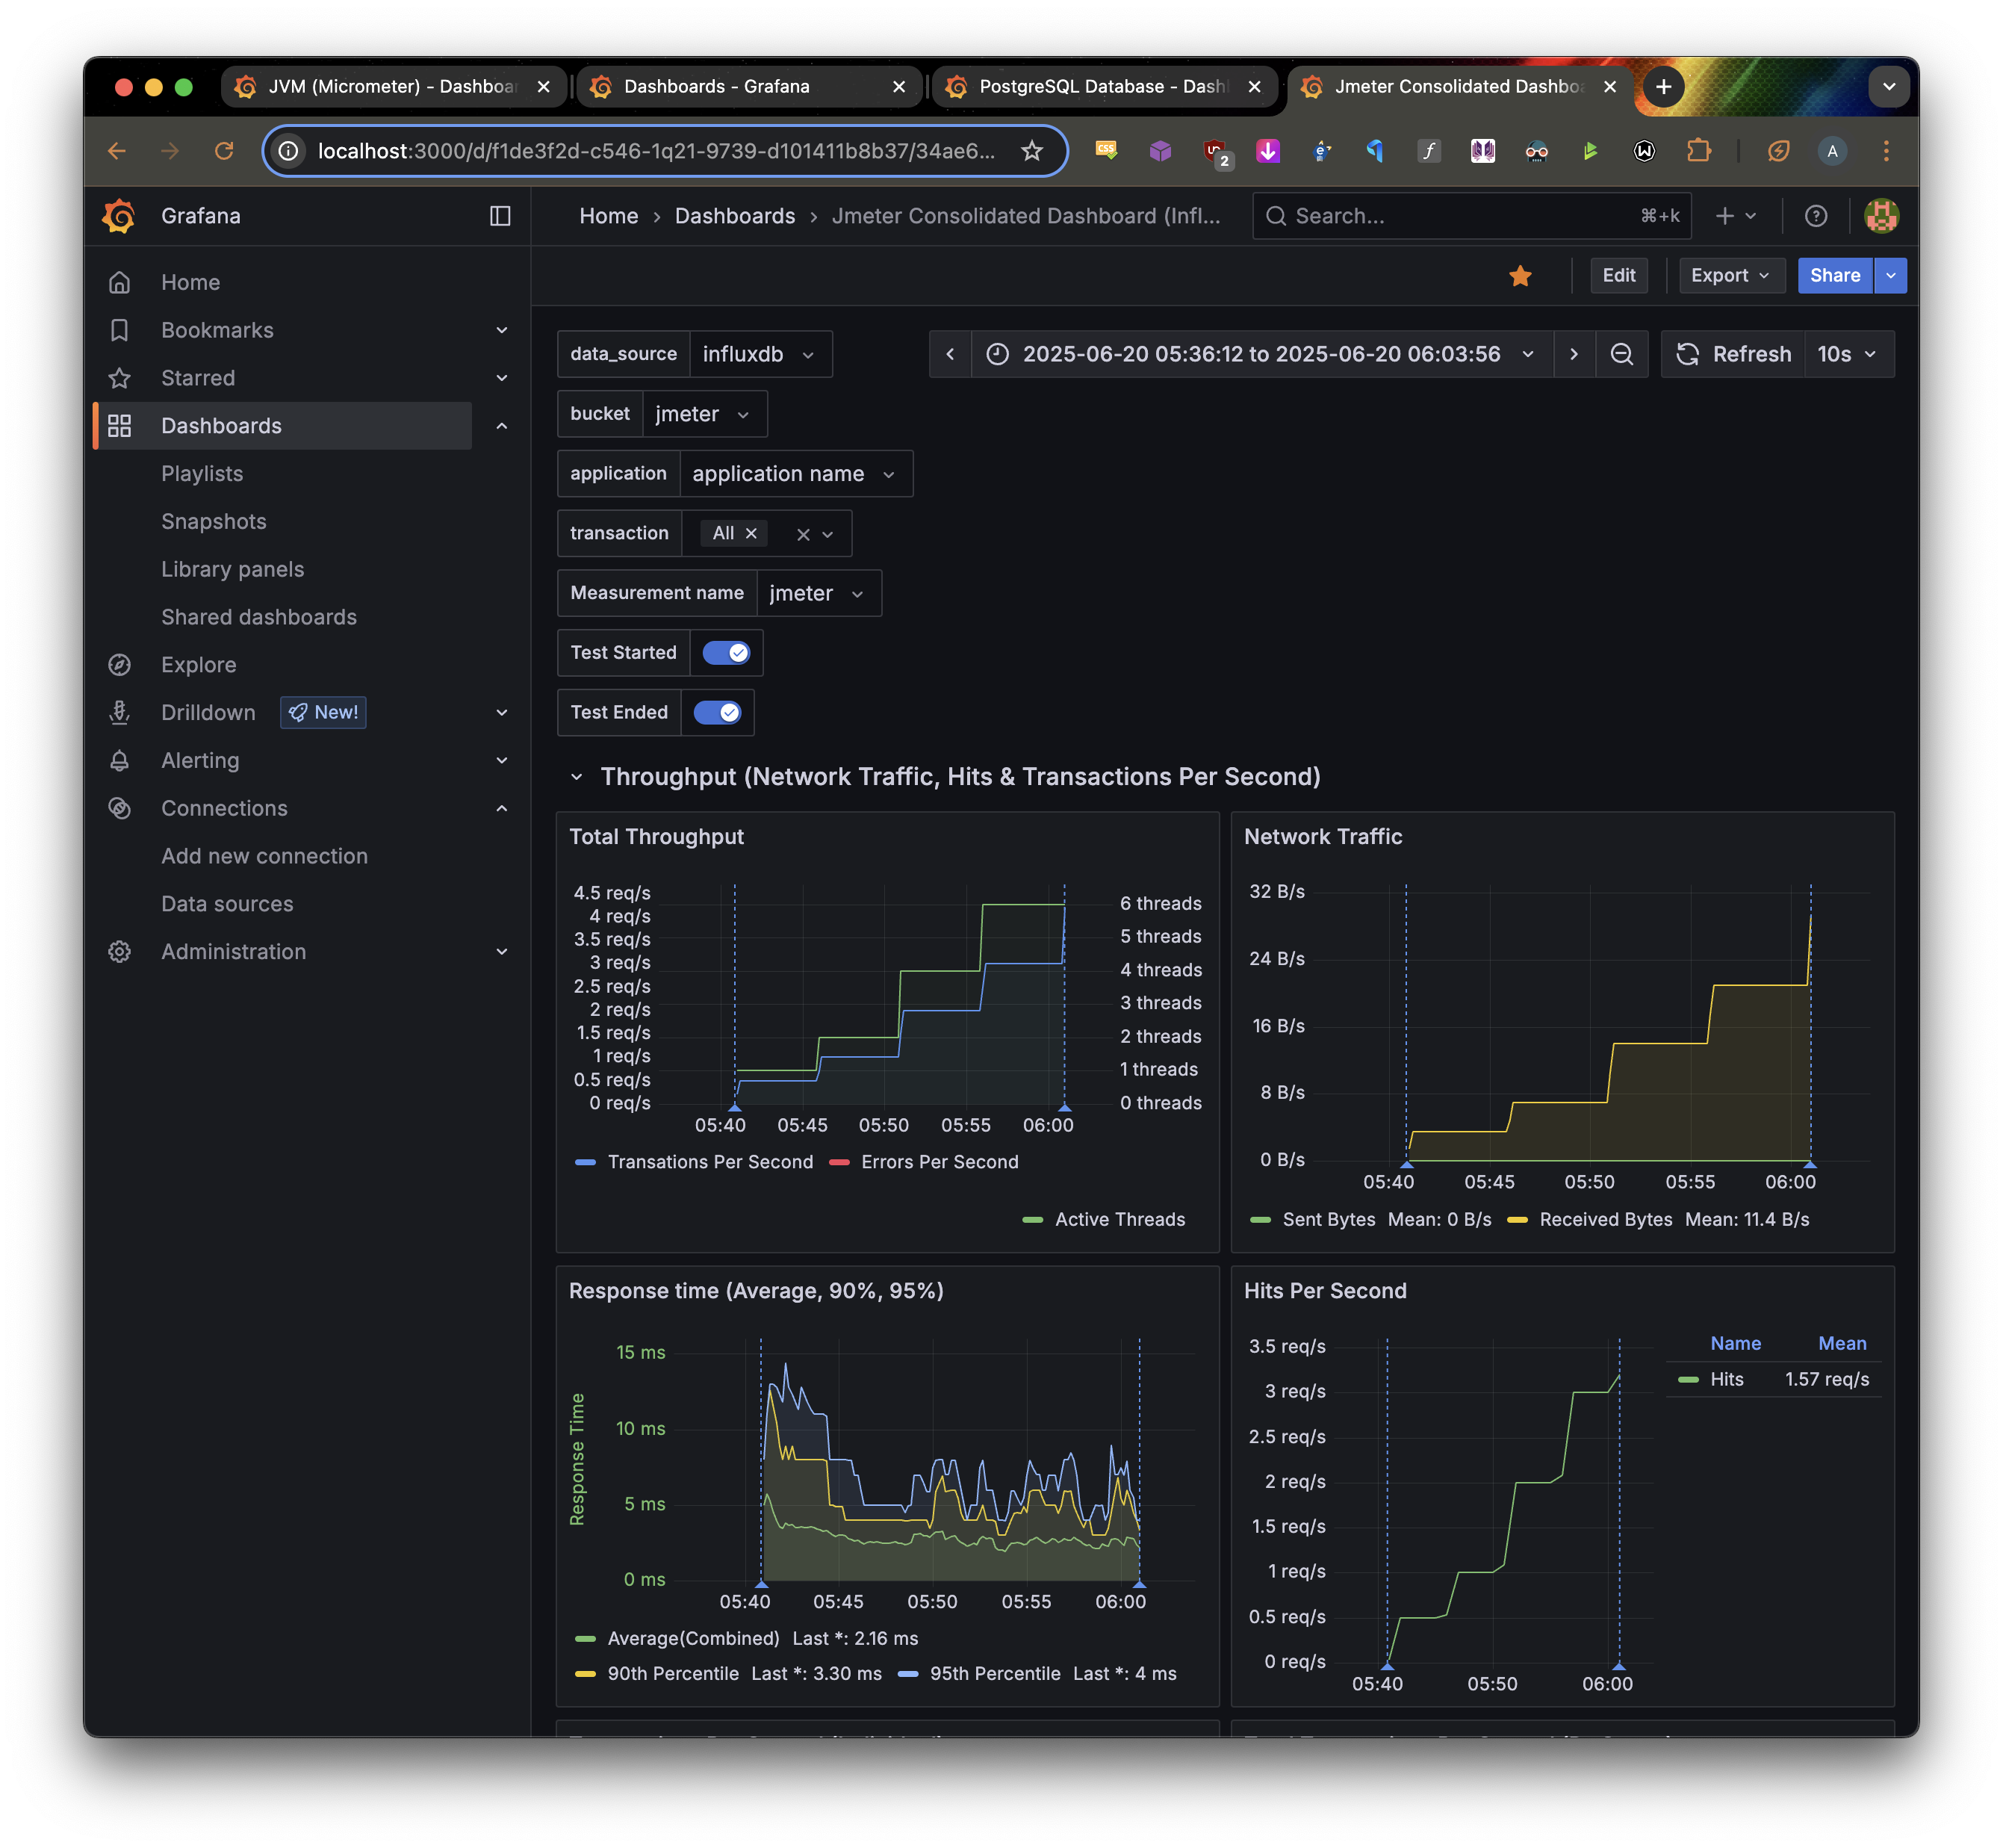 JVM (Micrometer) - Dashboar
Dashboards - Grafana
PostgreSQL Database - Dash
Jmeter Consolidated Dashboa
localhost:3000/d/f1de3f2d-c546-1q21-9739-d101411b8b37/34ae6...
CSS
2
A
Grafana
Home > Dashboards > Jmeter Consolidated Dashboard (Infl...
Search...
⌘+k
Home
Bookmarks
Starred
Dashboards
Playlists
Snapshots
Library panels
Shared dashboards
Explore
Drilldown New!
Alerting
Connections
Add new connection
Data sources
Administration
Edit
Export
Share
data_source influxdb
2025-06-20 05:36:12 to 2025-06-20 06:03:56
Refresh 10s
bucket jmeter
application application name
transaction All
Measurement name jmeter
Test Started
Test Ended
Throughput (Network Traffic, Hits & Transactions Per Second)
Total Throughput
4.5 req/s
4 req/s
3.5 req/s
3 req/s
2.5 req/s
2 req/s
1.5 req/s
1 req/s
0.5 req/s
0 req/s
6 threads
5 threads
4 threads
3 threads
2 threads
1 threads
0 threads
05:40 05:45 05:50 05:55 06:00
Transations Per Second Errors Per Second
Active Threads
Network Traffic
32 B/s
24 B/s
16 B/s
8 B/s
0 B/s
05:40 05:45 05:50 05:55 06:00
Sent Bytes Mean: 0 B/s Received Bytes Mean: 11.4 B/s
Response time (Average, 90%, 95%)
Response Time
15 ms
10 ms
5 ms
0 ms
05:40 05:45 05:50 05:55 06:00
Average(Combined) Last *: 2.16 ms
90th Percentile Last *: 3.30 ms 95th Percentile Last *: 4 ms
Hits Per Second
3.5 req/s
3 req/s
2.5 req/s
2 req/s
1.5 req/s
1 req/s
0.5 req/s
0 req/s
05:40 05:50 06:00
Name Mean
Hits 1.57 req/s